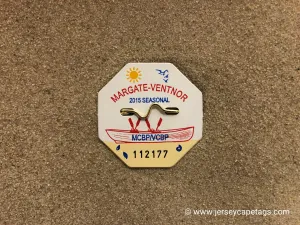 MARGATE-VENTNOR
2015 SEASONAL
MCBP/VCBP
112177
© www.jerseycapetags.com